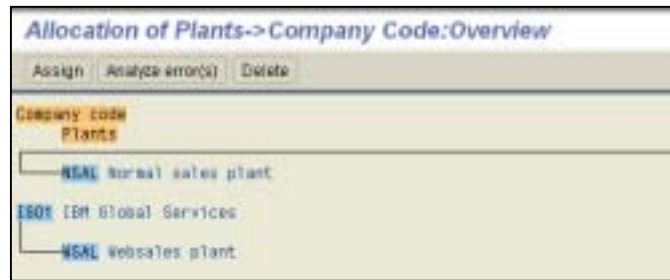 Allocation of Plants->Company Code:Overview
Assign Analyze error(s) Delete
Company code
Plants
NSAL Normal sales plant
IBO1 IBM Global Services
WSAL Websales plant